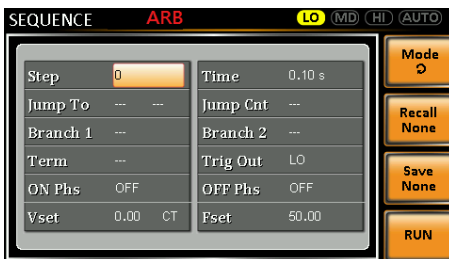 SEQUENCE ARB LO MD HI AUTO
Step 0 Time 0.10 s
Jump To --- --- Jump Cnt ---
Branch 1 --- Branch 2 ---
Term --- Trig Out LO
ON Phs OFF OFF Phs OFF
Vset 0.00 CT Fset 50.00
Mode
Recall
None
Save
None
RUN